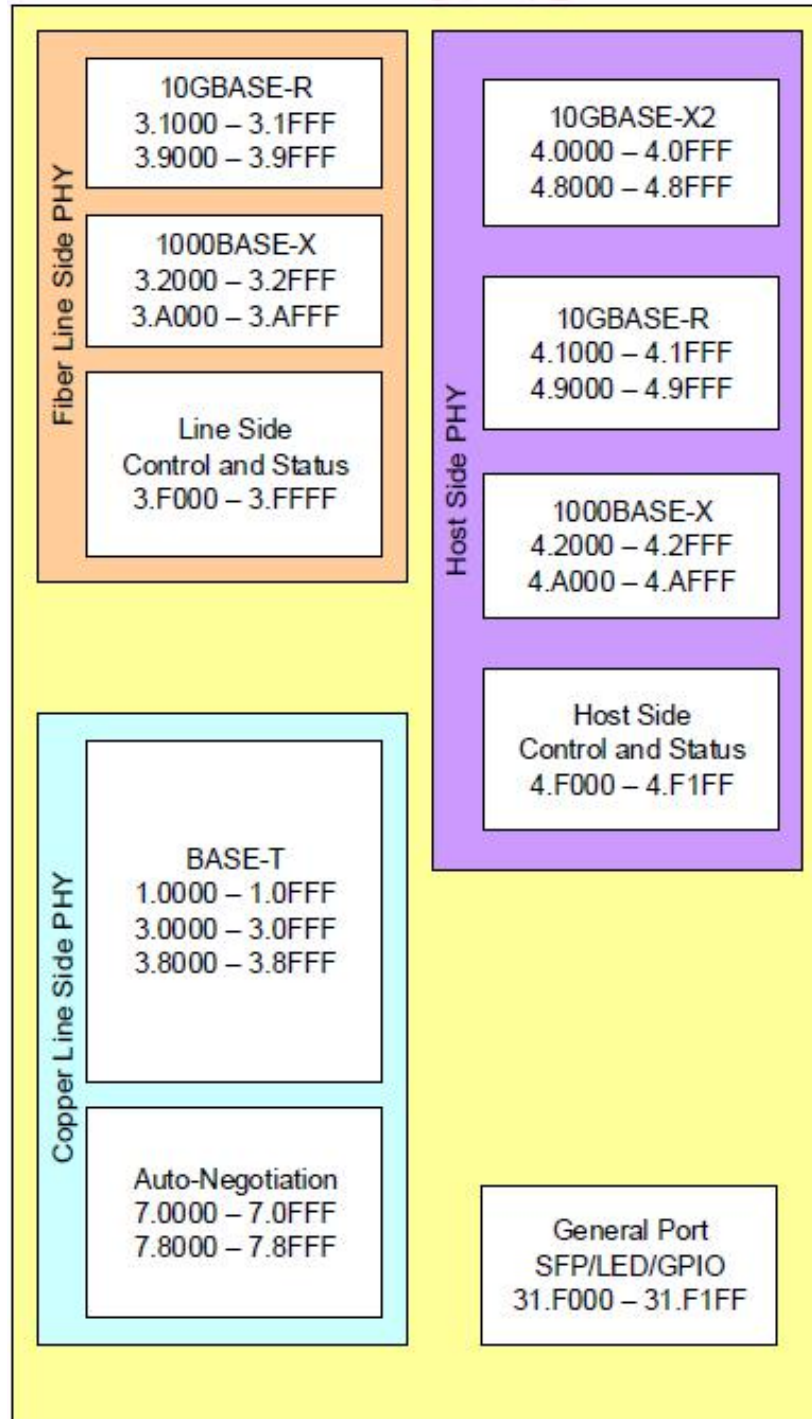 Fiber Line Side PHY
10GBASE-R
3.1000 – 3.1FFF
3.9000 – 3.9FFF
1000BASE-X
3.2000 – 3.2FFF
3.A000 – 3.AFFF
Line Side
Control and Status
3.F000 – 3.FFFF
Host Side PHY
10GBASE-X2
4.0000 – 4.0FFF
4.8000 – 4.8FFF
10GBASE-R
4.1000 – 4.1FFF
4.9000 – 4.9FFF
1000BASE-X
4.2000 – 4.2FFF
4.A000 – 4.AFFF
Host Side
Control and Status
4.F000 – 4.F1FF
Copper Line Side PHY
BASE-T
1.0000 – 1.0FFF
3.0000 – 3.0FFF
3.8000 – 3.8FFF
Auto-Negotiation
7.0000 – 7.0FFF
7.8000 – 7.8FFF
General Port
SFP/LED/GPIO
31.F000 – 31.F1FF